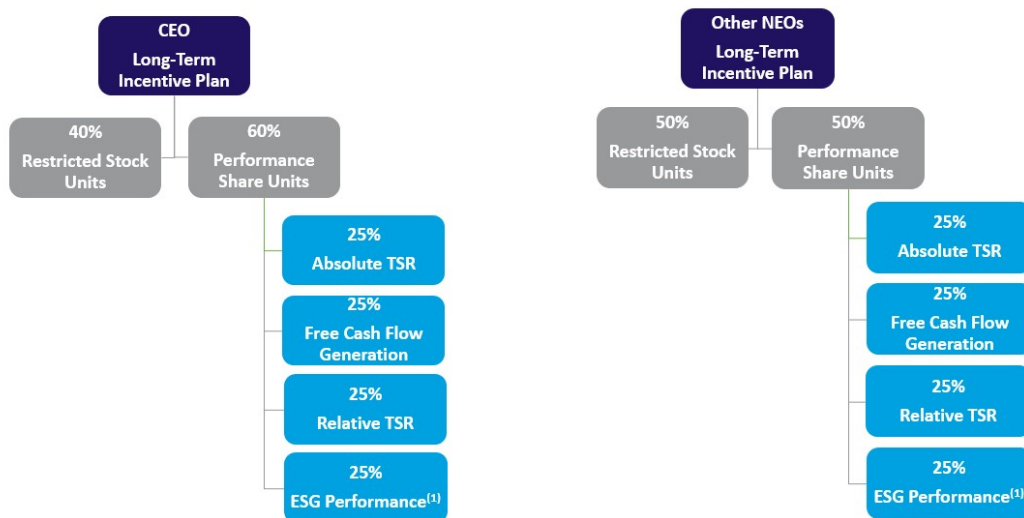 CEO
Long-Term
Incentive Plan
40%
Restricted Stock
Units
60%
Performance
Share Units
25%
Absolute TSR
25%
Free Cash Flow
Generation
25%
Relative TSR
25%
ESG Performance(1)
Other NEOs
Long-Term
Incentive Plan
50%
Restricted Stock
Units
50%
Performance
Share Units
25%
Absolute TSR
25%
Free Cash Flow
Generation
25%
Relative TSR
25%
ESG Performance(1)